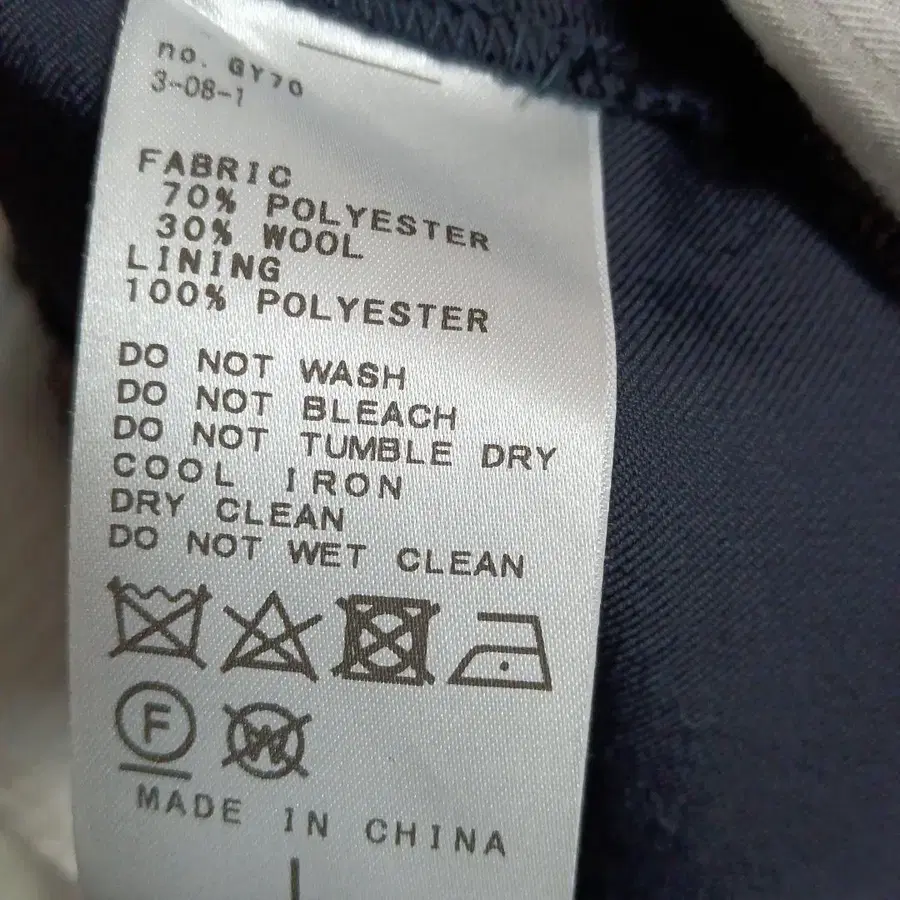 no. GY70
3-08-1
FABRIC
70% POLYESTER
30% WOOL
LINING
100% POLYESTER
DO NOT WASH
DO NOT BLEACH
DO NOT TUMBLE DRY
COOL IRON
DRY CLEAN
DO NOT WET CLEAN
F W
MADE IN CHINA